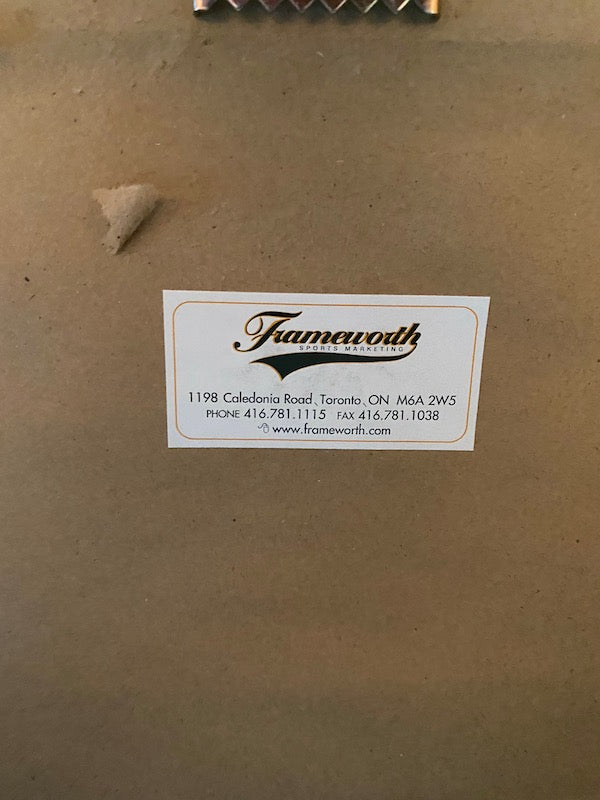 Frameworth
SPORTS MARKETING
1198 Caledonia Road, Toronto, ON M6A 2W5
PHONE 416.781.1115 FAX 416.781.1038
www.frameworth.com